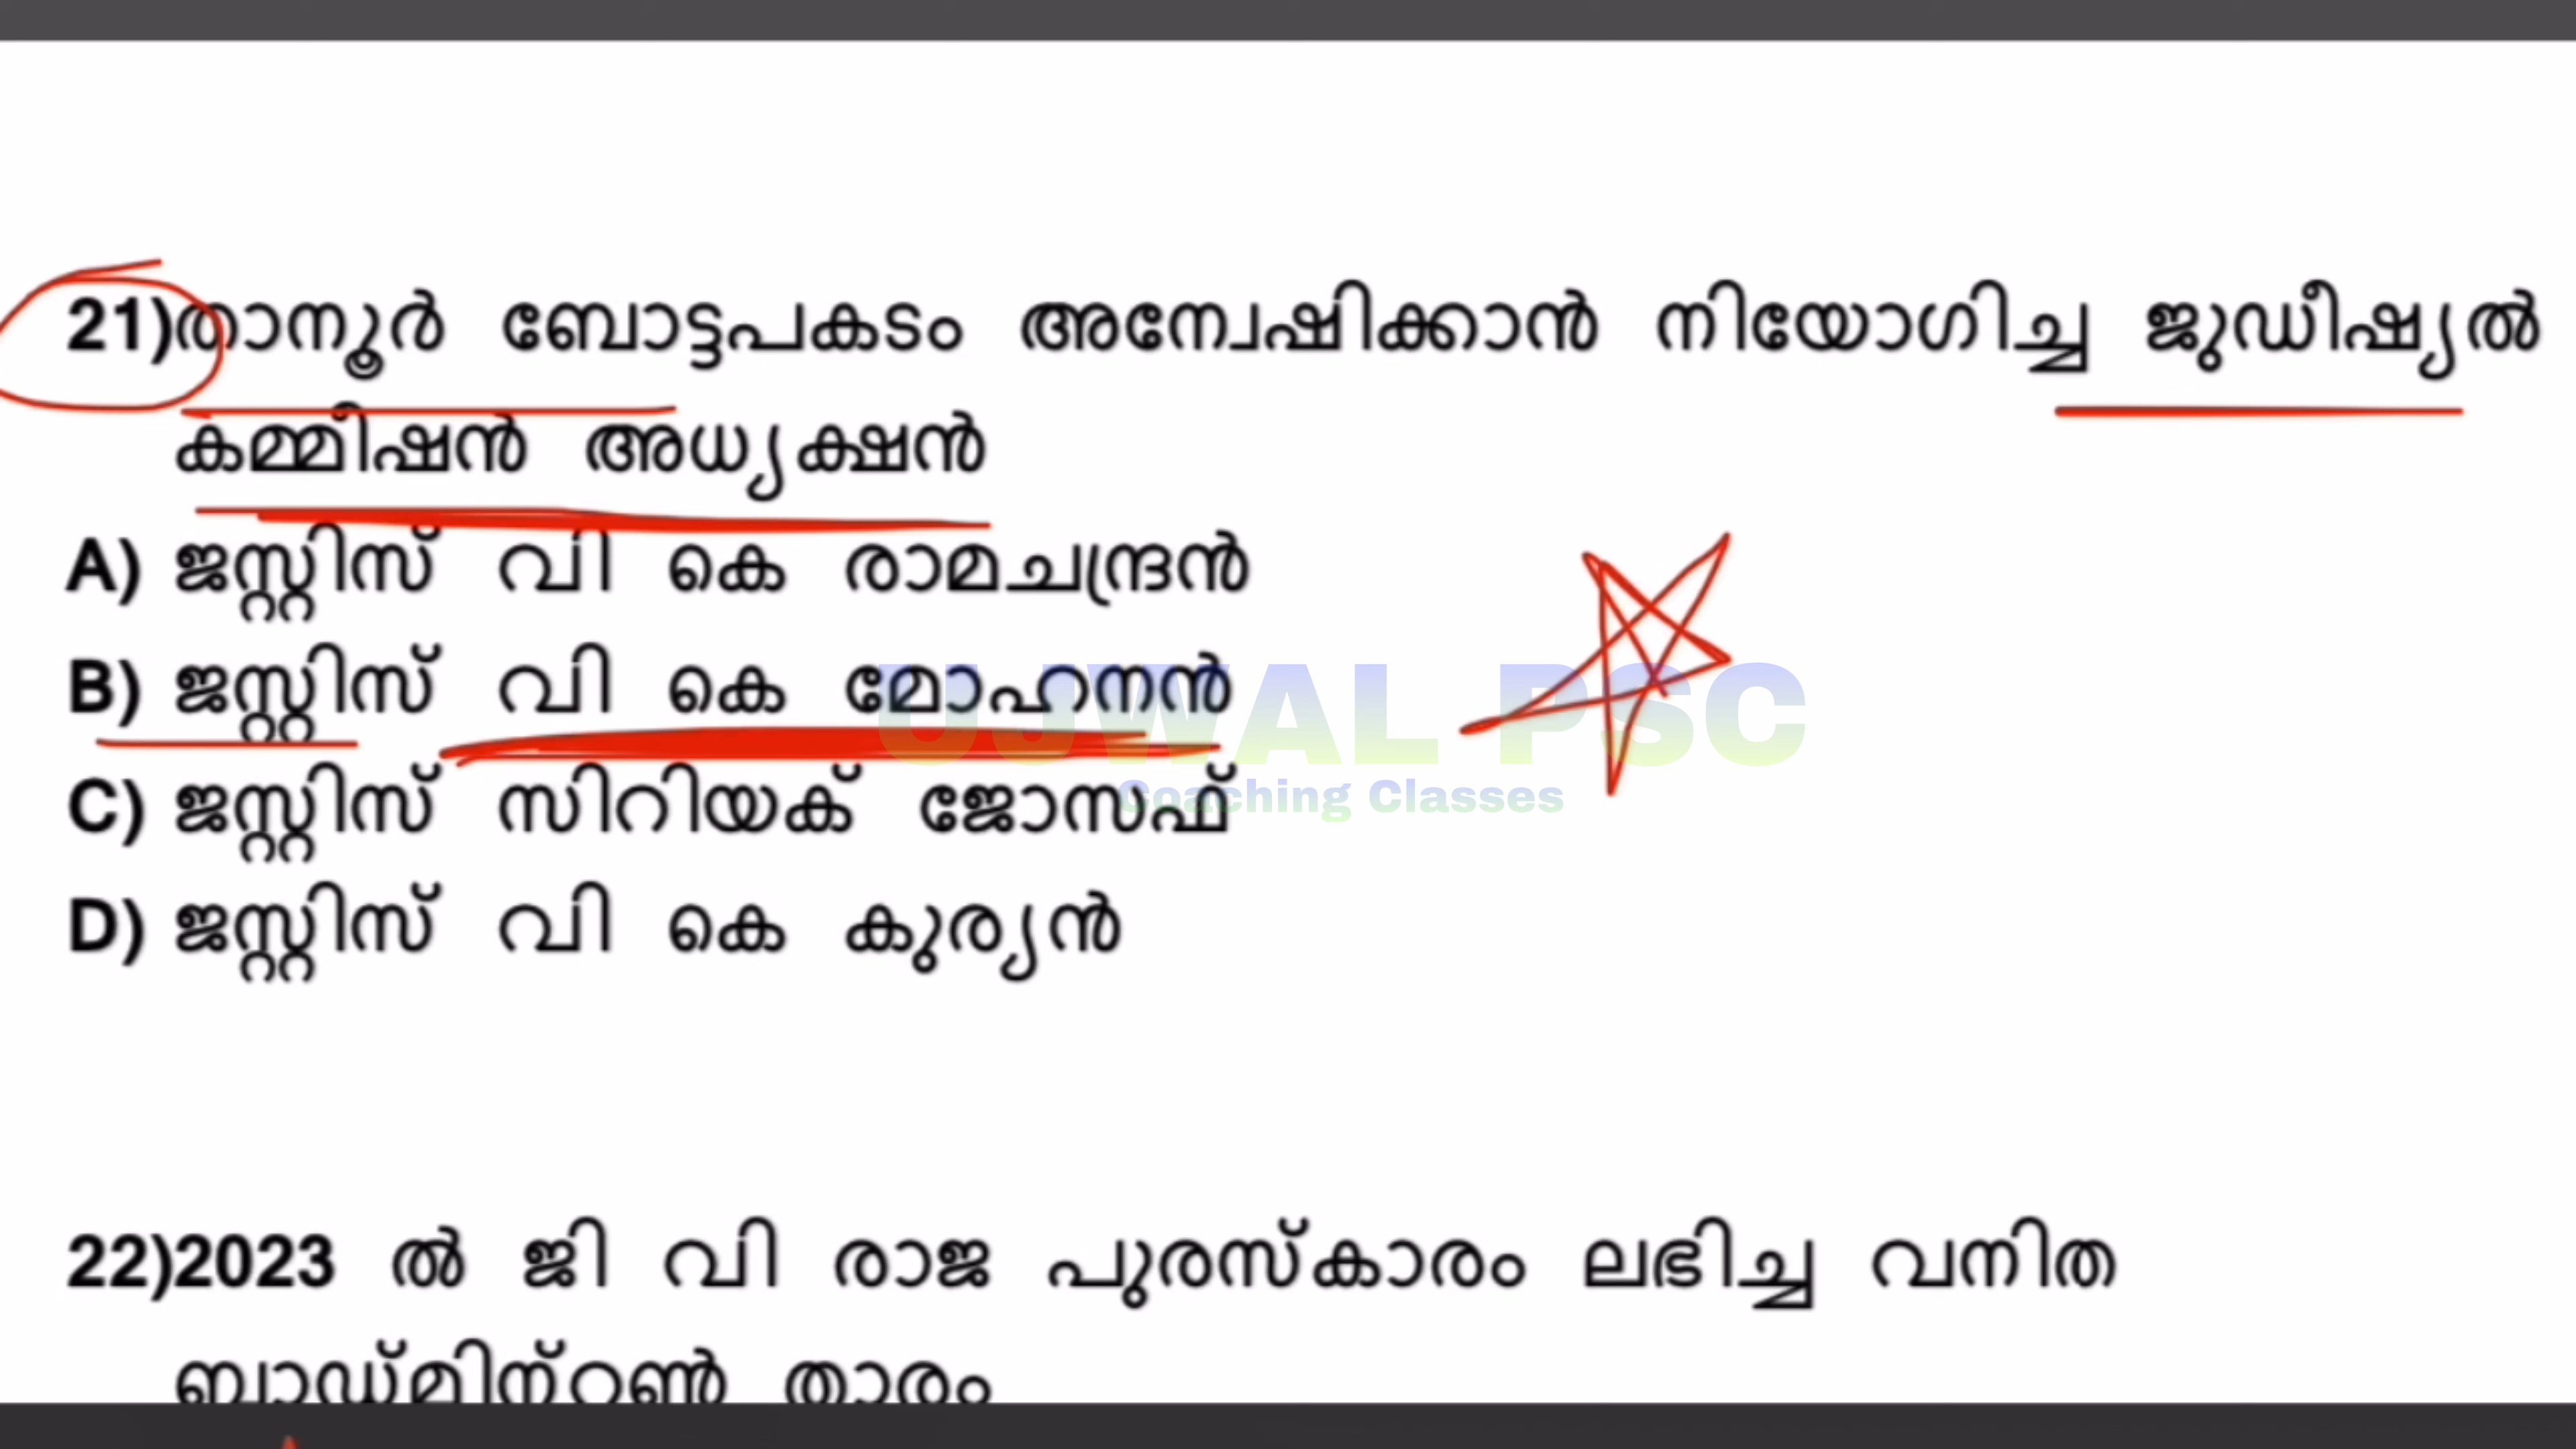 21)താനൂർ ബോട്ടപകടം അന്വേഷിക്കാൻ നിയോഗിച്ച ജുഡീഷ്യൽ
കമ്മീഷൻ അധ്യക്ഷൻ
A) ജസ്റ്റിസ് വി കെ രാമചന്ദ്രൻ
B) ജസ്റ്റിസ് വി കെ മോഹനൻ
UJWAL PSC
Coaching Classes
C) ജസ്റ്റിസ് സിറിയക് ജോസഫ്
D) ജസ്റ്റിസ് വി കെ കുര്യൻ
22)2023 ൽ ജി വി രാജ പുരസ്കാരം ലഭിച്ച വനിത
ബാഡ്മിന്റൺ താരം